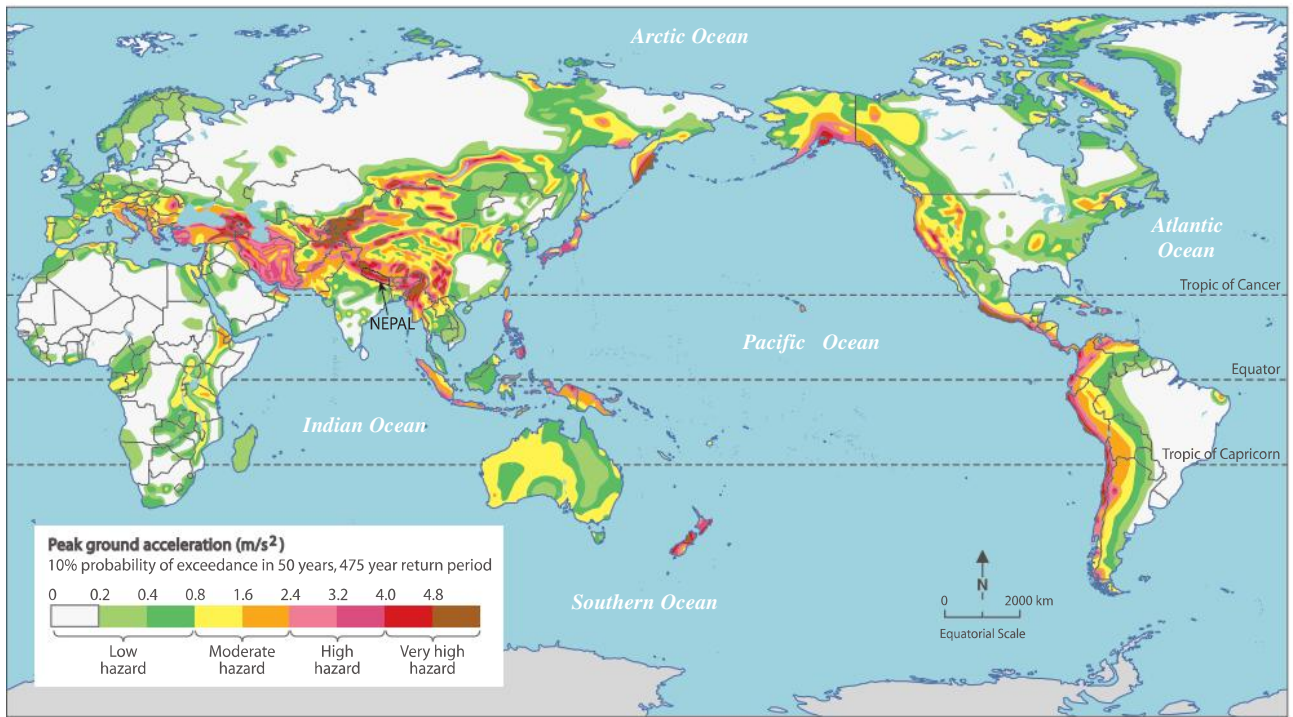 Arctic Ocean
Atlantic
Ocean
Tropic of Cancer
NEPAL
Pacific Ocean
Equator
Indian Ocean
Tropic of Capricorn
Peak ground acceleration (m/s²)
10% probability of exceedance in 50 years, 475 year return period
0 0.2 0.4 0.8 1.6 2.4 3.2 4.0 4.8
Low
hazard
Moderate
hazard
High
hazard
Very high
hazard
Southern Ocean
N
0 2000 km
Equatorial Scale